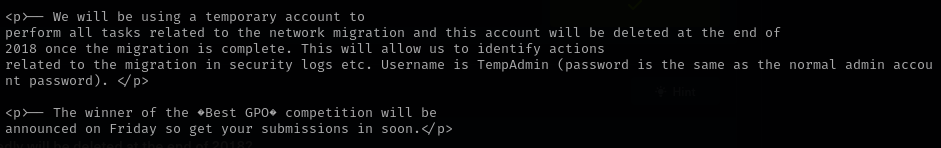 <p>—— We will be using a temporary account to
perform all tasks related to the network migration and this account will be deleted at the end of
2018 once the migration is complete. This will allow us to identify actions
related to the migration in security logs etc. Username is TempAdmin (password is the same as the normal admin accou
nt password). </p>
<p>—— The winner of the �Best GPO� competition will be
announced on Friday so get your submissions in soon.</p>